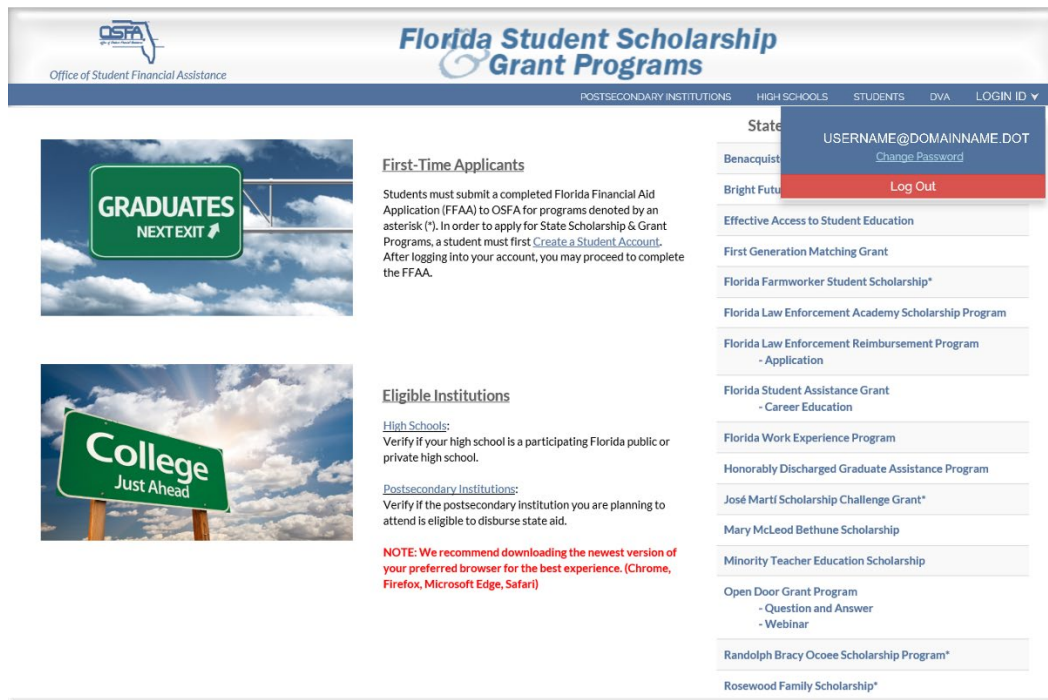 OSFA
Office of Student Financial Assistance
Florida Student Scholarship
& Grant Programs
POSTSECONDARY INSTITUTIONS HIGH SCHOOLS STUDENTS DVA LOGIN ID
USERNAME@DOMAINNAME.DOT
Change Password
Log Out
GRADUATES
NEXT EXIT
First-Time Applicants
Students must submit a completed Florida Financial Aid
Application (FFAA) to OSFA for programs denoted by an
asterisk (*). In order to apply for State Scholarship & Grant
Programs, a student must first Create a Student Account.
After logging into your account, you may proceed to complete
the FFAA.
College
Just Ahead
Eligible Institutions
High Schools:
Verify if your high school is a participating Florida public or
private high school.
Postsecondary Institutions:
Verify if the postsecondary institution you are planning to
attend is eligible to disburse state aid.
NOTE: We recommend downloading the newest version of
your preferred browser for the best experience. (Chrome,
Firefox, Microsoft Edge, Safari)
State
Benacquist
Bright Futu
Effective Access to Student Education
First Generation Matching Grant
Florida Farmworker Student Scholarship*
Florida Law Enforcement Academy Scholarship Program
Florida Law Enforcement Reimbursement Program
- Application
Florida Student Assistance Grant
- Career Education
Florida Work Experience Program
Honorably Discharged Graduate Assistance Program
José Martí Scholarship Challenge Grant*
Mary McLeod Bethune Scholarship
Minority Teacher Education Scholarship
Open Door Grant Program
- Question and Answer
- Webinar
Randolph Bracy Ocoee Scholarship Program*
Rosewood Family Scholarship*